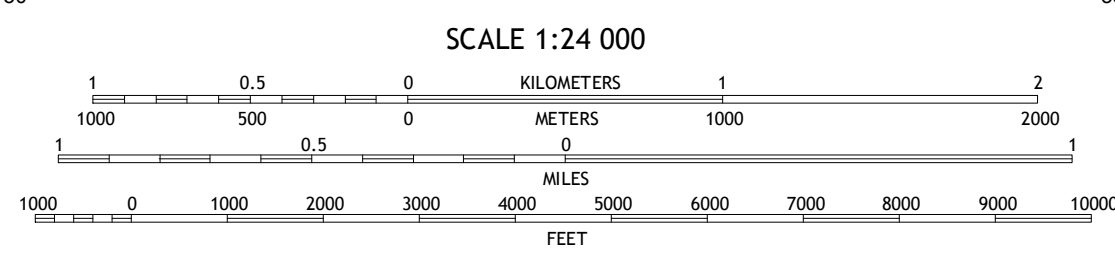 SCALE 1:24 000
1 0.5 0 KILOMETERS 1 2
1000 500 0 METERS 1000 2000
1 0.5 0 1
MILES
1000 0 1000 2000 3000 4000 5000 6000 7000 8000 9000 10000
FEET